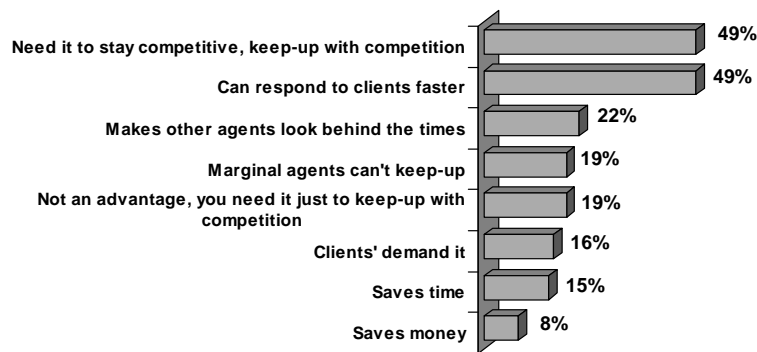 Need it to stay competitive, keep-up with competition 49%
Can respond to clients faster 49%
Makes other agents look behind the times 22%
Marginal agents can't keep-up 19%
Not an advantage, you need it just to keep-up with
competition 19%
Clients' demand it 16%
Saves time 15%
Saves money 8%